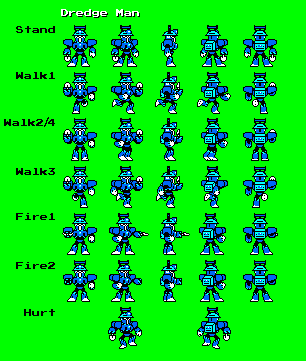 Dredge Man
Stand
Walk1
Walk2/4
Walk3
Fire1
Fire2
Hurt